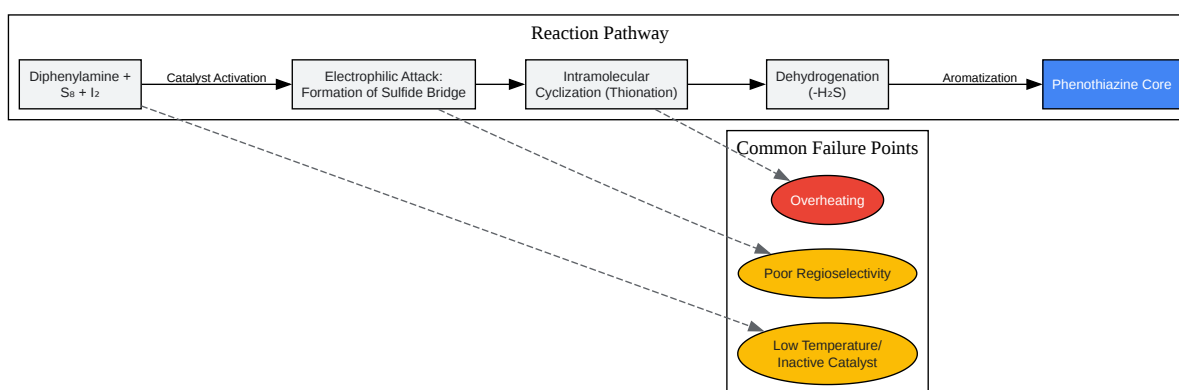 Reaction Pathway
Diphenylamine +
S₈ + I₂
Catalyst Activation
Electrophilic Attack:
Formation of Sulfide Bridge
Intramolecular
Cyclization (Thionation)
Dehydrogenation
(-H₂S)
Aromatization
Phenothiazine Core
Common Failure Points
Overheating
Poor Regioselectivity
Low Temperature/
Inactive Catalyst